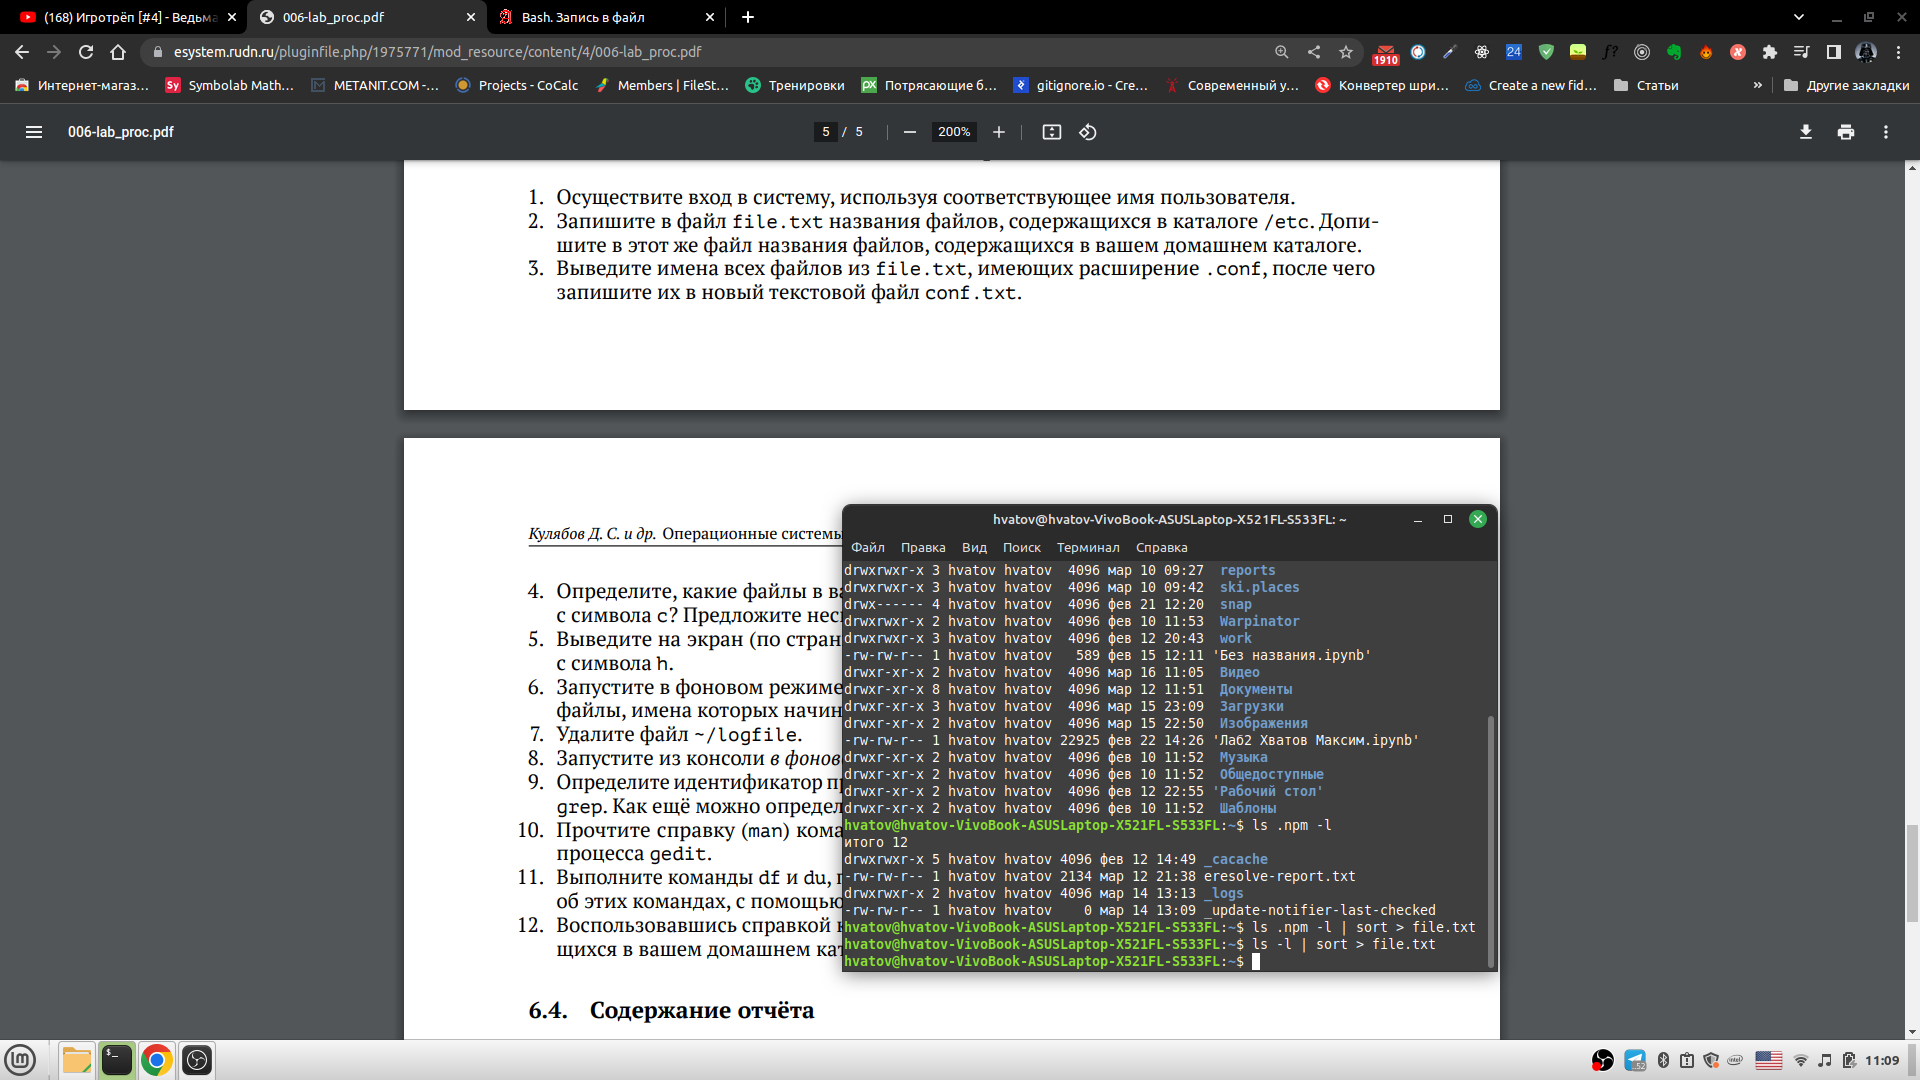 (168) Игротрёп [#4] - Ведьма
006-lab_proc.pdf
Bash. Запись в файл
esystem.rudn.ru/pluginfile.php/1975771/mod_resource/content/4/006-lab_proc.pdf
1910
24
f?
Интернет-магаз...
Sy Symbolab Math...
METANIT.COM -...
Projects - CoCalc
Members | FileSt...
Тренировки
px Потрясающие б...
gitignore.io - Cre...
Современный у...
Конвертер шри...
Create a new fid...
Статьи
»
Другие закладки
006-lab_proc.pdf
5 / 5
200%
1. Осуществите вход в систему, используя соответствующее имя пользователя.
2. Запишите в файл file.txt названия файлов, содержащихся в каталоге /etc. Допи-
шите в этот же файл названия файлов, содержащихся в вашем домашнем каталоге.
3. Выведите имена всех файлов из file.txt, имеющих расширение .conf, после чего
запишите их в новый текстовой файл conf.txt.
Кулябов Д. С. и др. Операционные системы
4. Определите, какие файлы в ва
с символа c? Предложите нес
5. Выведите на экран (по стран
с символа h.
6. Запустите в фоновом режиме
файлы, имена которых начин
7. Удалите файл ~/logfile.
8. Запустите из консоли в фонов
9. Определите идентификатор п
grep. Как ещё можно определ
10. Прочтите справку (man) кома
процесса gedit.
11. Выполните команды df и du, п
об этих командах, с помощью
12. Воспользовавшись справкой к
щихся в вашем домашнем кат
6.4. Содержание отчёта
hvatov@hvatov-VivoBook-ASUSLaptop-X521FL-S533FL: ~
Файл Правка Вид Поиск Терминал Справка
drwxrwxr-x 3 hvatov hvatov  4096 мар 10 09:27  reports
drwxrwxr-x 3 hvatov hvatov  4096 мар 10 09:42  ski.places
drwx------ 4 hvatov hvatov  4096 фев 21 12:20  snap
drwxrwxr-x 2 hvatov hvatov  4096 фев 10 11:53  Warpinator
drwxrwxr-x 3 hvatov hvatov  4096 фев 12 20:43  work
-rw-rw-r-- 1 hvatov hvatov   589 фев 15 12:11 'Без названия.ipynb'
drwxr-xr-x 2 hvatov hvatov  4096 мар 16 11:05  Видео
drwxr-xr-x 8 hvatov hvatov  4096 мар 12 11:51  Документы
drwxr-xr-x 3 hvatov hvatov  4096 мар 15 23:09  Загрузки
drwxr-xr-x 2 hvatov hvatov  4096 мар 15 22:50  Изображения
-rw-rw-r-- 1 hvatov hvatov 22925 фев 22 14:26 'Лаб2 Хватов Максим.ipynb'
drwxr-xr-x 2 hvatov hvatov  4096 фев 10 11:52  Музыка
drwxr-xr-x 2 hvatov hvatov  4096 фев 10 11:52  Общедоступные
drwxr-xr-x 2 hvatov hvatov  4096 фев 12 22:55 'Рабочий стол'
drwxr-xr-x 2 hvatov hvatov  4096 фев 10 11:52  Шаблоны
hvatov@hvatov-VivoBook-ASUSLaptop-X521FL-S533FL:~$ ls .npm -l
итого 12
drwxrwxr-x 5 hvatov hvatov 4096 фев 12 14:49 _cacache
-rw-rw-r-- 1 hvatov hvatov 2134 мар 12 21:38 eresolve-report.txt
drwxrwxr-x 2 hvatov hvatov 4096 мар 14 13:13 _logs
-rw-rw-r-- 1 hvatov hvatov    0 мар 14 13:09 _update-notifier-last-checked
hvatov@hvatov-VivoBook-ASUSLaptop-X521FL-S533FL:~$ ls .npm -l | sort > file.txt
hvatov@hvatov-VivoBook-ASUSLaptop-X521FL-S533FL:~$ ls -l | sort > file.txt
hvatov@hvatov-VivoBook-ASUSLaptop-X521FL-S533FL:~$
11:09